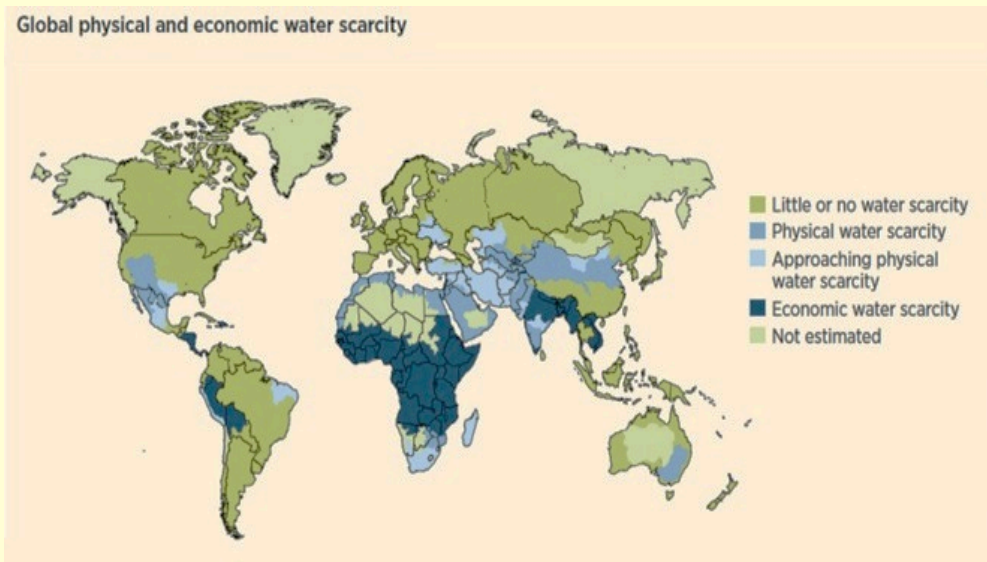 Global physical and economic water scarcity
Little or no water scarcity
Physical water scarcity
Approaching physical
water scarcity
Economic water scarcity
Not estimated